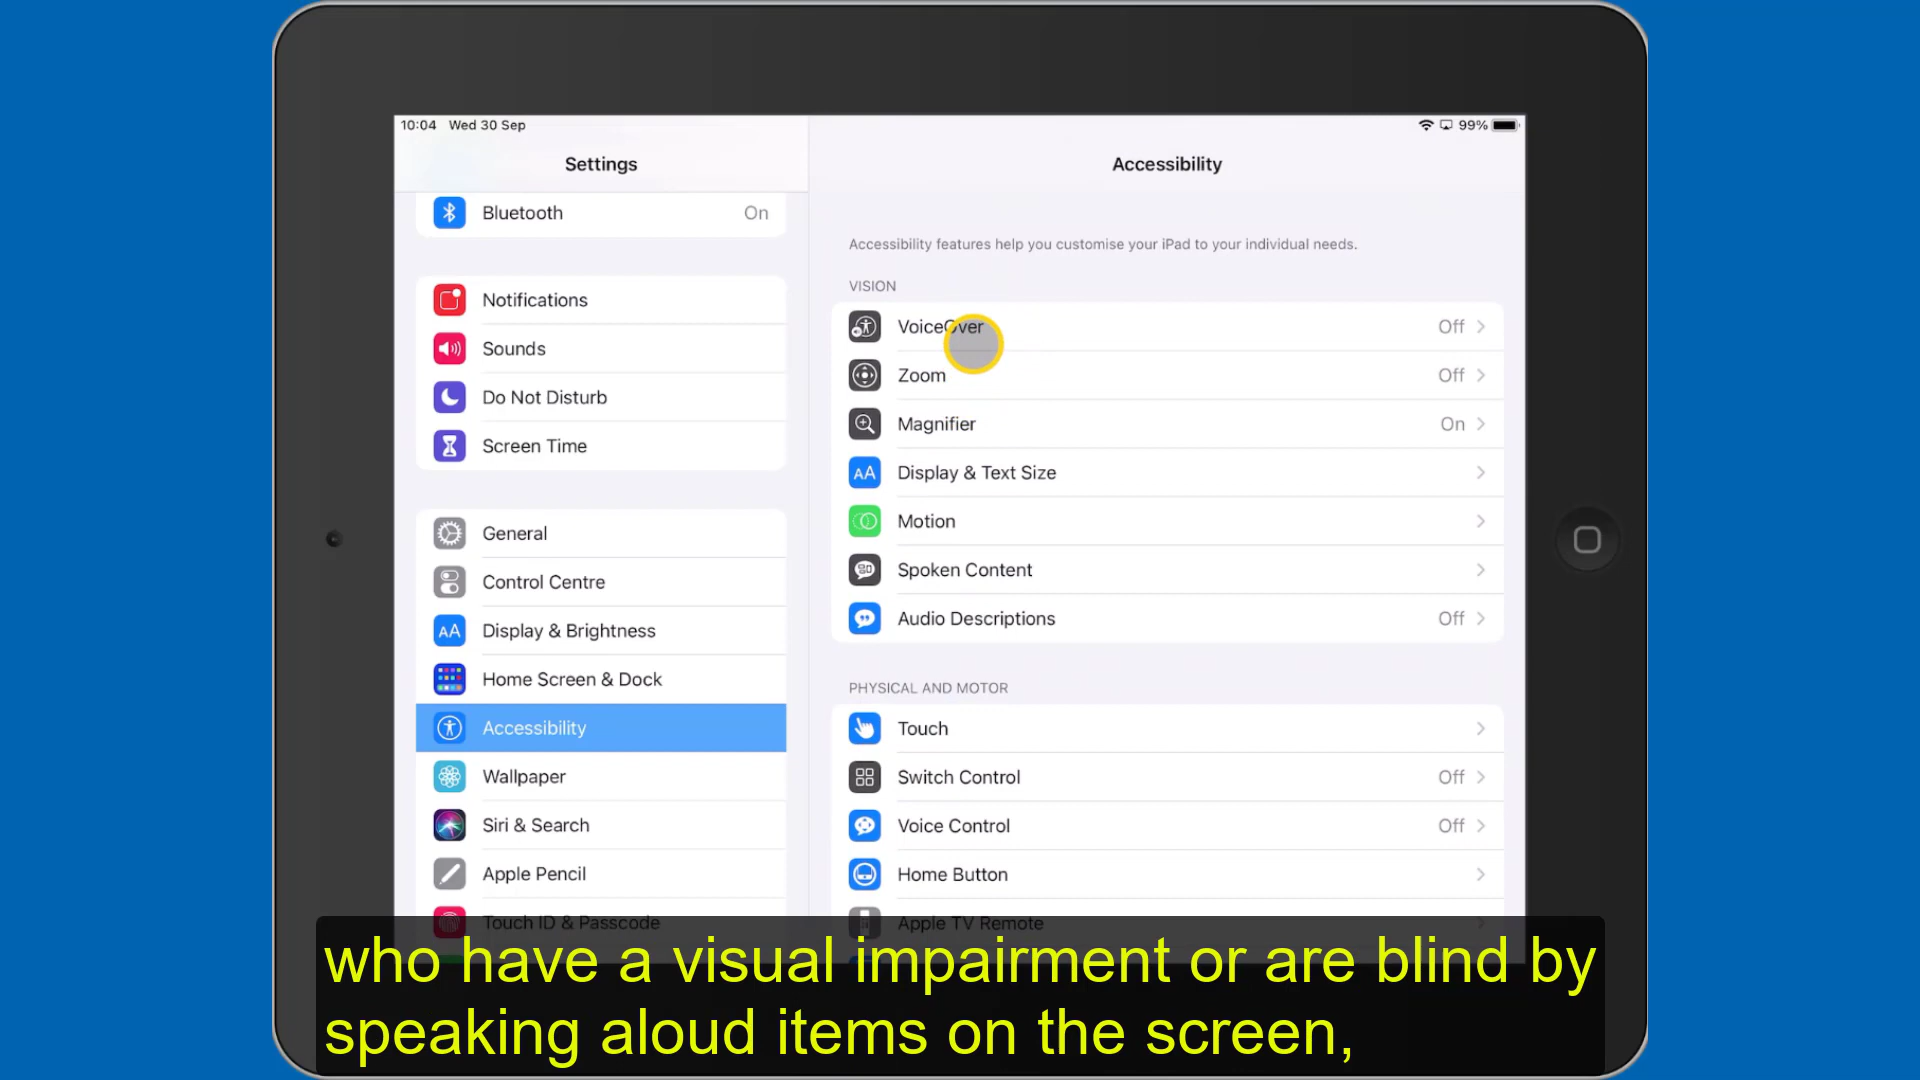 10:04 Wed 30 Sep
99%
Settings
Accessibility
Bluetooth On
Notifications
Sounds
Do Not Disturb
Screen Time
General
Control Centre
AA Display & Brightness
Home Screen & Dock
Accessibility
Wallpaper
Siri & Search
Apple Pencil
Touch ID & Passcode
Accessibility features help you customise your iPad to your individual needs.
VISION
VoiceOver Off
Zoom Off
Magnifier On
AA Display & Text Size
Motion
Spoken Content
Audio Descriptions Off
PHYSICAL AND MOTOR
Touch
Switch Control Off
Voice Control Off
Home Button
Apple TV Remote
who have a visual impairment or are blind by
speaking aloud items on the screen,